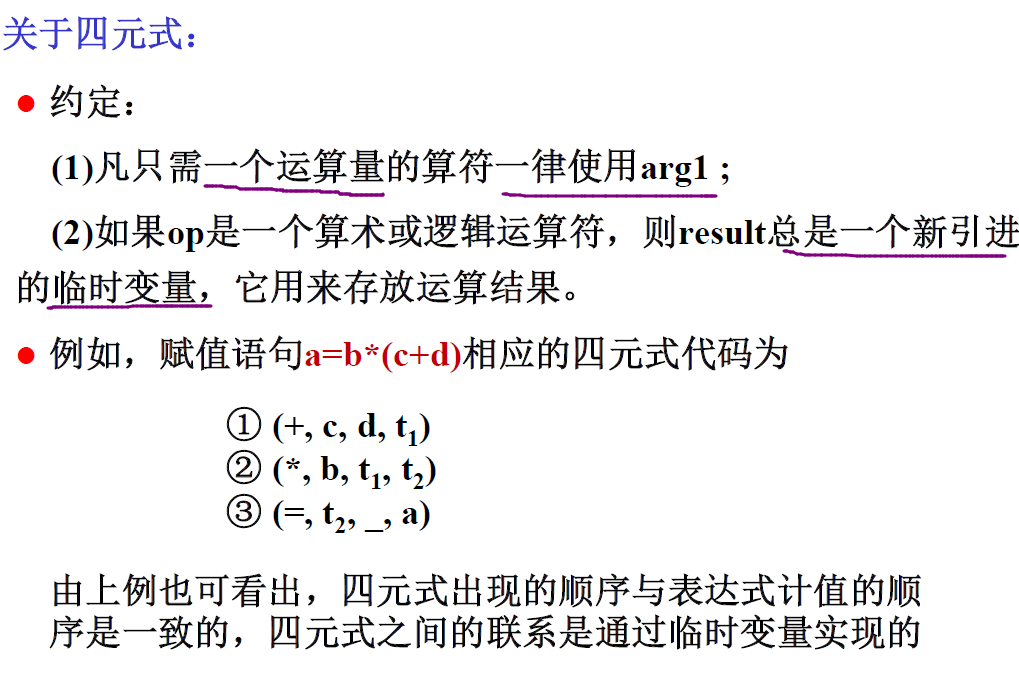 关于四元式：
● 约定：
(1)凡只需一个运算量的算符一律使用arg1 ;
(2)如果op是一个算术或逻辑运算符，则result总是一个新引进
的临时变量，它用来存放运算结果。
● 例如，赋值语句a=b*(c+d)相应的四元式代码为
① (+, c, d, t₁)
② (*, b, t₁, t₂)
③ (=, t₂, _, a)
由上例也可看出，四元式出现的顺序与表达式计值的顺
序是一致的，四元式之间的联系是通过临时变量实现的